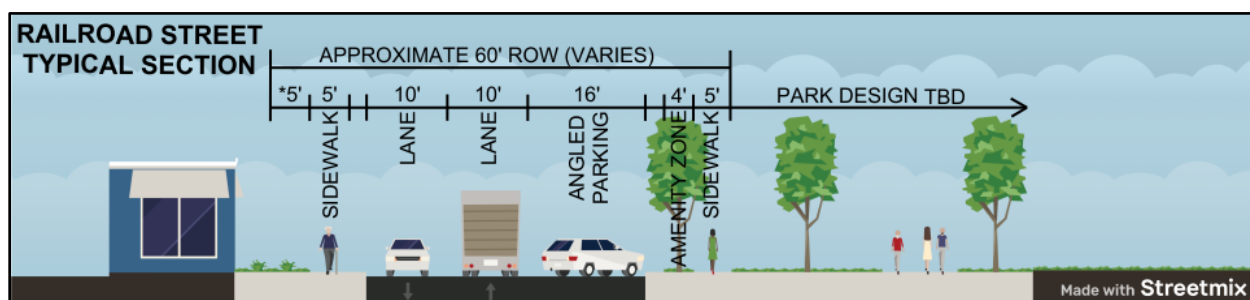 RAILROAD STREET
TYPICAL SECTION
APPROXIMATE 60' ROW (VARIES)
*5'
5'
10'
10'
16'
4'
5'
PARK DESIGN TBD
SIDEWALK
LANE
LANE
ANGLED
PARKING
AMENITY ZONE
SIDEWALK
Made with Streetmix